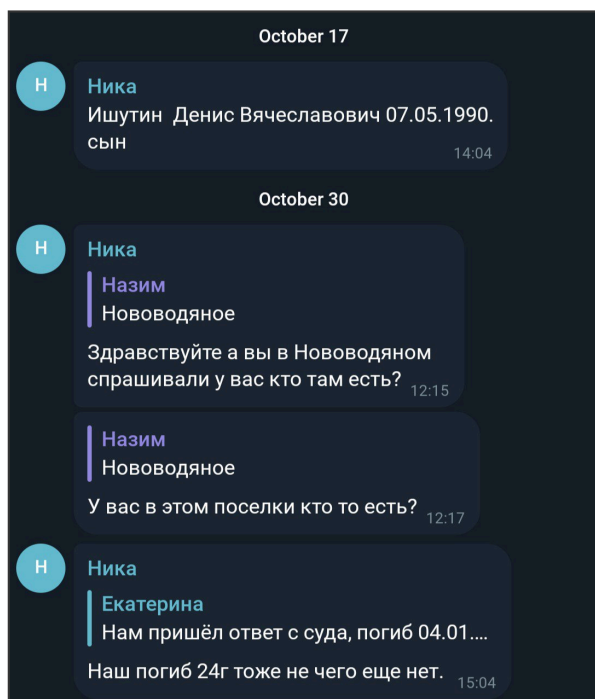 October 17
Н
Ника
Ишутин Денис Вячеславович 07.05.1990.
сын
14:04
October 30
Н
Ника
Назим
Нововодяное
Здравствуйте а вы в Нововодяном
спрашивали у вас кто там есть?
12:15
Назим
Нововодяное
У вас в этом поселки кто то есть?
12:17
Н
Ника
Екатерина
Нам пришёл ответ с суда, погиб 04.01....
Наш погиб 24г тоже не чего еще нет.
15:04